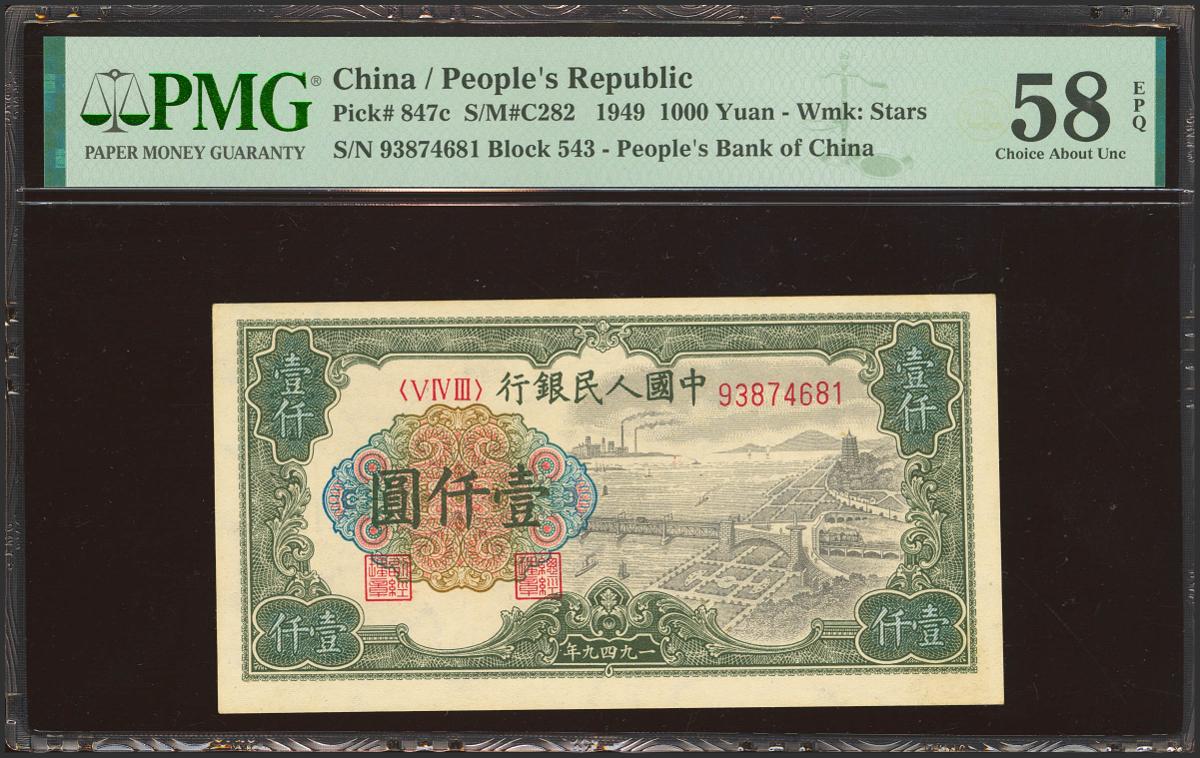 PMG®
PAPER MONEY GUARANTY
China / People's Republic
Pick# 847c S/M#C282 1949 1000 Yuan - Wmk: Stars
S/N 93874681 Block 543 - People's Bank of China
58
EPQ
Choice About Unc
壹仟
壹仟
〈V IV III〉
行銀民人國中
93874681
圓仟壹
仟壹
年九四九一
仟壹